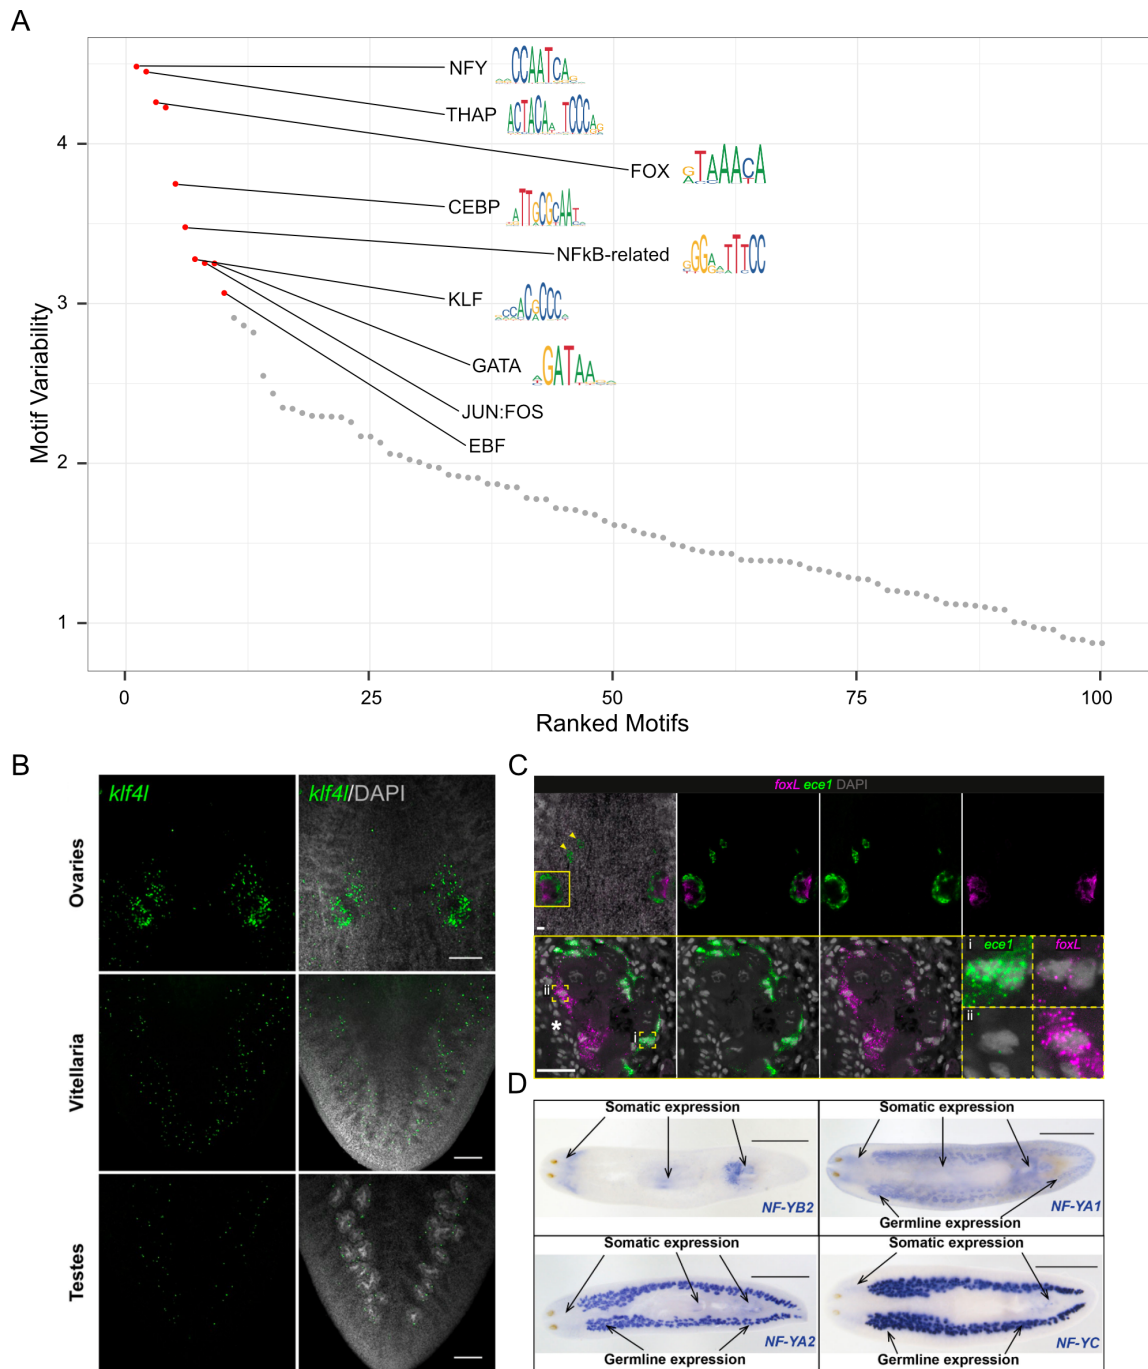 A
NFY
THAP
FOX
CEBP
NFkB-related
KLF
GATA
JUN:FOS
EBF
4
3
2
1
Motif Variability
0 25 50 75 100
Ranked Motifs
B
klf4l klf4l/DAPI
Ovaries
Vitellaria
Testes
C
foxL ece1 DAPI
i ece1 foxL
ii
ii
i
*
D
Somatic expression
NF-YB2
Somatic expression
NF-YA1
Germline expression
Somatic expression
NF-YA2
Germline expression
Somatic expression
NF-YC
Germline expression